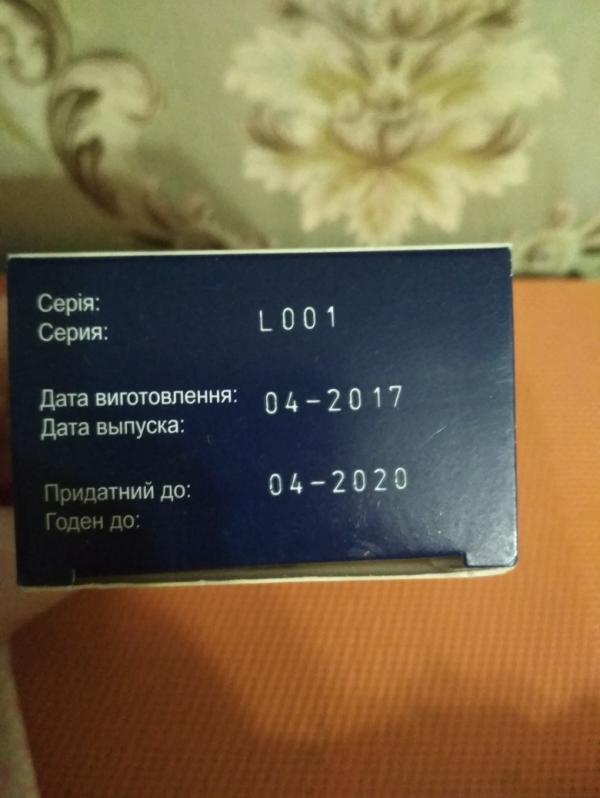 Серія:
Серия: L001
Дата виготовлення: 04-2017
Дата выпуска:
Придатний до: 04-2020
Годен до: